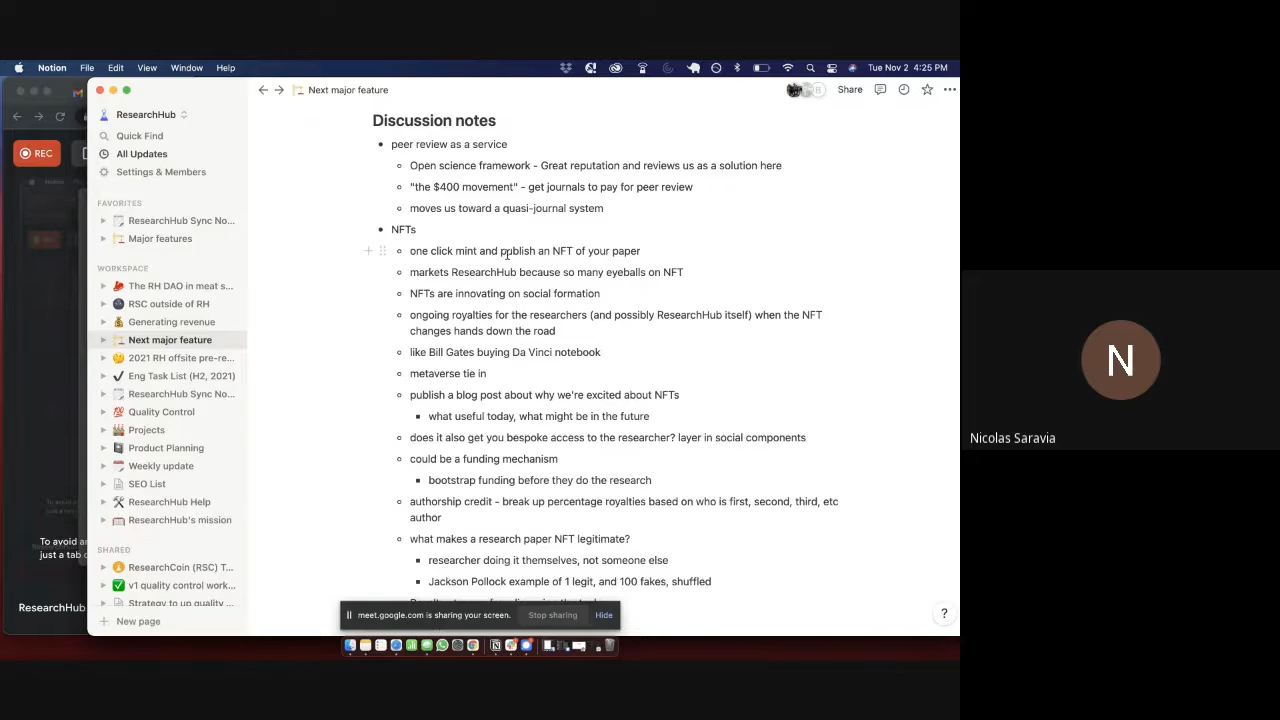 Notion File Edit View Window Help
Tue Nov 2 4:25 PM
ResearchHub
Next major feature
Share
Quick Find
All Updates
Settings & Members
FAVORITES
ResearchHub Sync No...
Major features
WORKSPACE
The RH DAO in meat s...
RSC outside of RH
Generating revenue
Next major feature
2021 RH offsite pre-re...
Eng Task List (H2, 2021)
ResearchHub Sync No...
Quality Control
Projects
Product Planning
Weekly update
SEO List
ResearchHub Help
ResearchHub's mission
SHARED
ResearchCoin (RSC) T...
v1 quality control work...
Strategy to up quality ...
New page
REC
To avoid an
just a tab o
ResearchHub
Discussion notes
peer review as a service
Open science framework - Great reputation and reviews us as a solution here
"the $400 movement" - get journals to pay for peer review
moves us toward a quasi-journal system
NFTs
one click mint and publish an NFT of your paper
markets ResearchHub because so many eyeballs on NFT
NFTs are innovating on social formation
ongoing royalties for the researchers (and possibly ResearchHub itself) when the NFT
changes hands down the road
like Bill Gates buying Da Vinci notebook
metaverse tie in
publish a blog post about why we're excited about NFTs
what useful today, what might be in the future
does it also get you bespoke access to the researcher? layer in social components
could be a funding mechanism
bootstrap funding before they do the research
authorship credit - break up percentage royalties based on who is first, second, third, etc
author
what makes a research paper NFT legitimate?
researcher doing it themselves, not someone else
Jackson Pollock example of 1 legit, and 100 fakes, shuffled
meet.google.com is sharing your screen. Stop sharing Hide
?
N
Nicolas Saravia